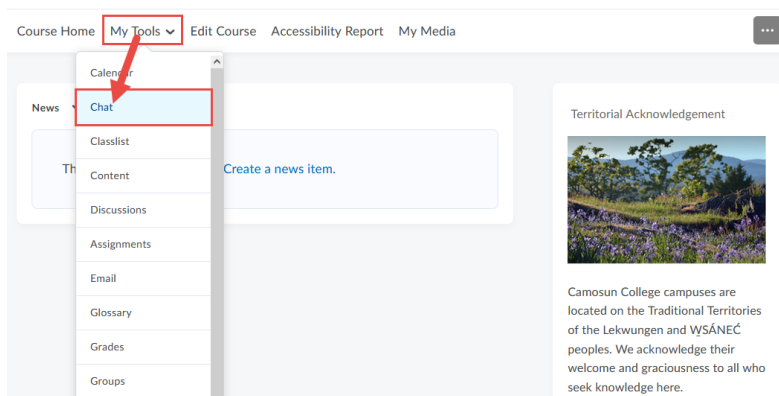 Course Home My Tools Edit Course Accessibility Report My Media
Calendar
News
Chat
Classlist
Th
Create a news item.
Content
Discussions
Assignments
Email
Glossary
Grades
Groups
Territorial Acknowledgement
Camosun College campuses are
located on the Traditional Territories
of the Lekwungen and W̱SÁNEĆ
peoples. We acknowledge their
welcome and graciousness to all who
seek knowledge here.